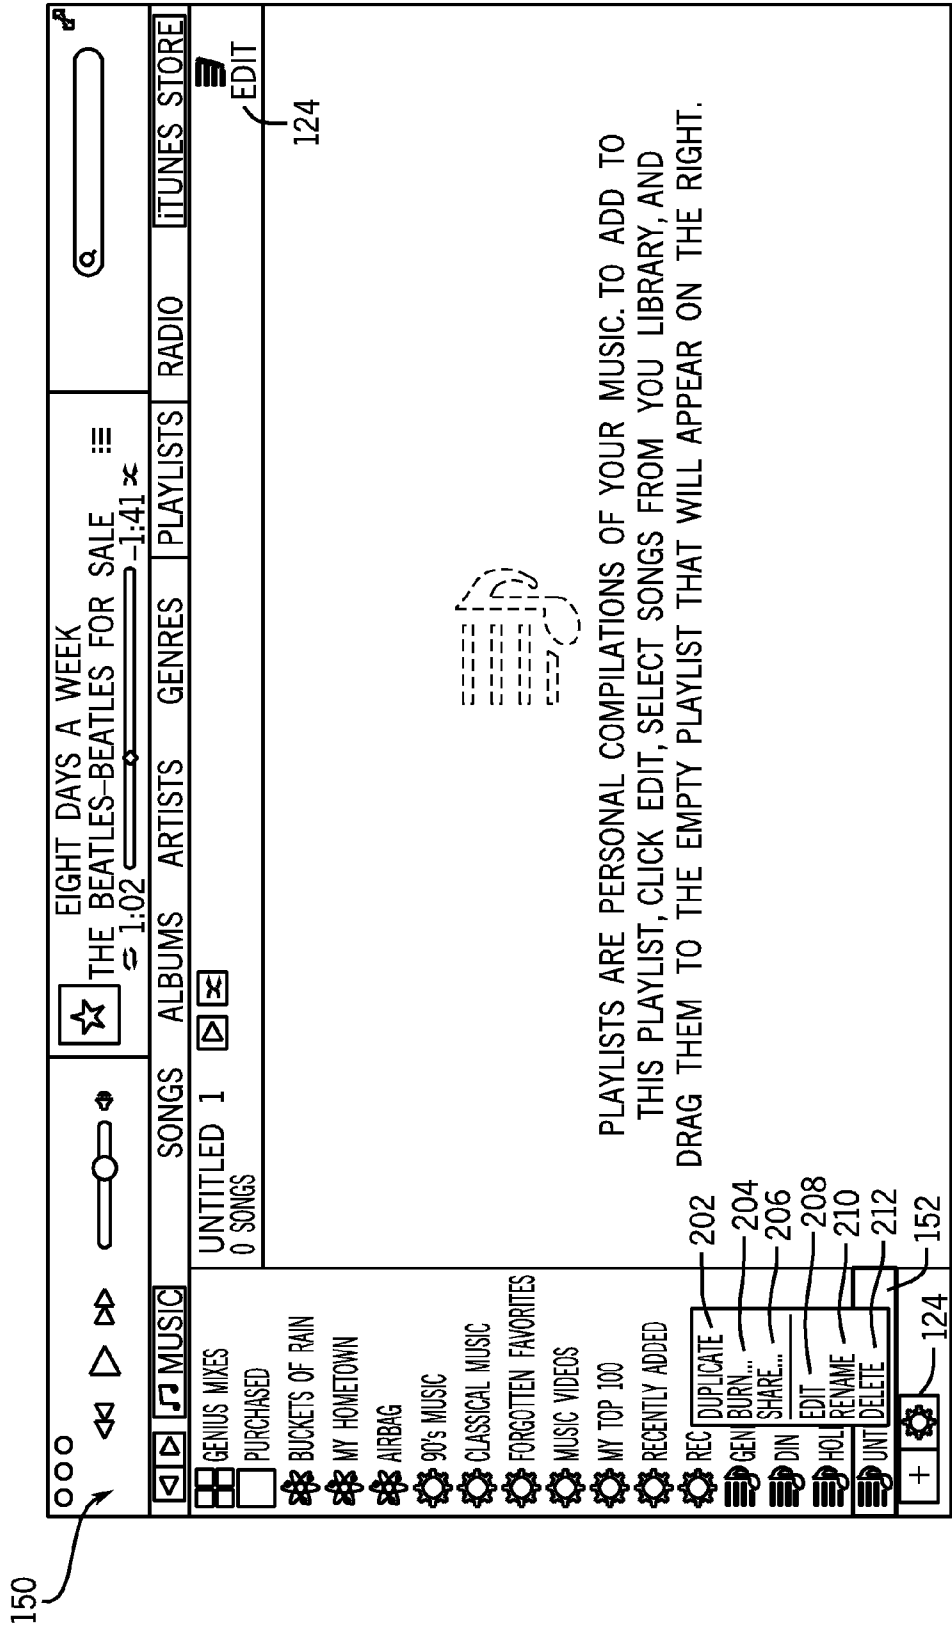 150
EIGHT DAYS A WEEK
THE BEATLES–BEATLES FOR SALE
1:02
-1:41
MUSIC
SONGS
ALBUMS
ARTISTS
GENRES
PLAYLISTS
RADIO
iTUNES STORE
GENIUS MIXES
PURCHASED
BUCKETS OF RAIN
MY HOMETOWN
AIRBAG
90's MUSIC
CLASSICAL MUSIC
FORGOTTEN FAVORITES
MUSIC VIDEOS
MY TOP 100
RECENTLY ADDED
REC
GEN
DIN
HOLI
UNT
+
DUPLICATE
BURN...
SHARE...
EDIT
RENAME
DELETE
202
204
206
208
210
212
152
124
UNTITLED 1
0 SONGS
EDIT
124
PLAYLISTS ARE PERSONAL COMPILATIONS OF YOUR MUSIC. TO ADD TO
THIS PLAYLIST, CLICK EDIT, SELECT SONGS FROM YOU LIBRARY, AND
DRAG THEM TO THE EMPTY PLAYLIST THAT WILL APPEAR ON THE RIGHT.